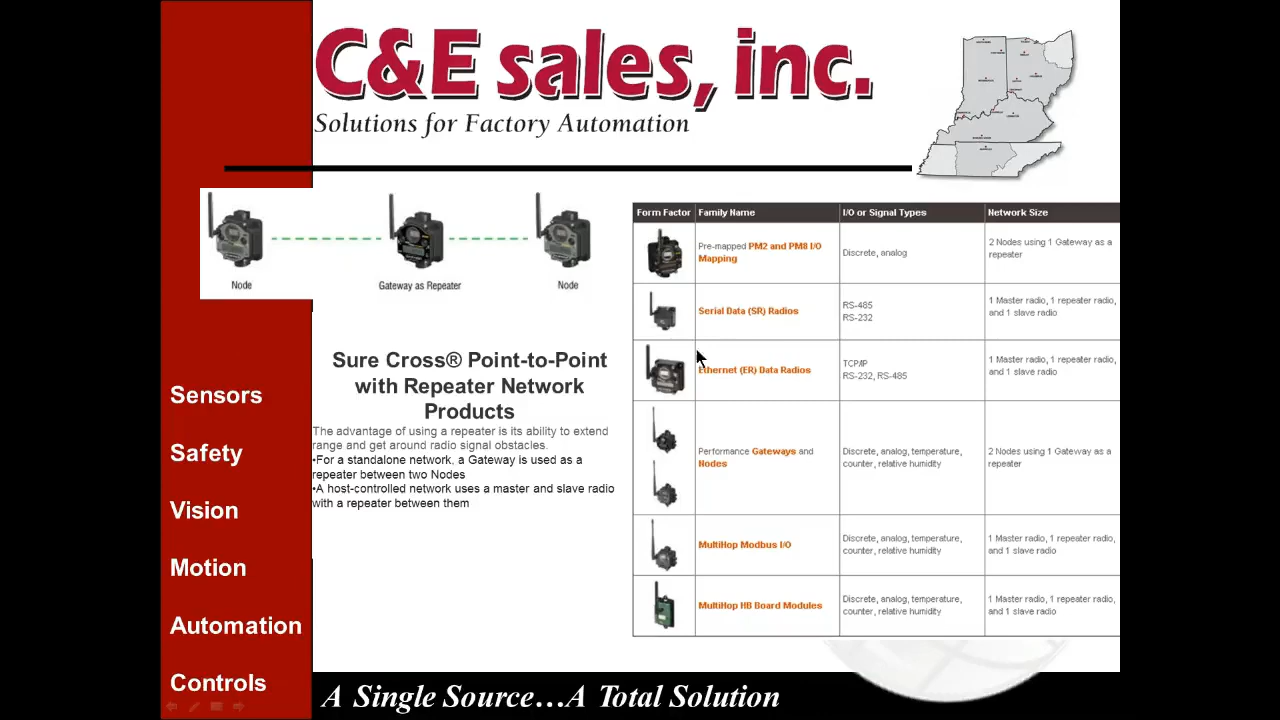 C&E sales, inc.
Solutions for Factory Automation
Node
Gateway as Repeater
Node
Sure Cross® Point-to-Point
with Repeater Network
Products
The advantage of using a repeater is its ability to extend
range and get around radio signal obstacles.
•For a standalone network, a Gateway is used as a
repeater between two Nodes
•A host-controlled network uses a master and slave radio
with a repeater between them
Sensors
Safety
Vision
Motion
Automation
Controls
Form Factor Family Name I/O or Signal Types Network Size
Pre-mapped PM2 and PM8 I/O
Mapping
Discrete, analog
2 Nodes using 1 Gateway as a
repeater
Serial Data (SR) Radios
RS-485
RS-232
1 Master radio, 1 repeater radio,
and 1 slave radio
Ethernet (ER) Data Radios
TCP/IP
RS-232, RS-485
1 Master radio, 1 repeater radio,
and 1 slave radio
Performance Gateways and
Nodes
Discrete, analog, temperature,
counter, relative humidity
2 Nodes using 1 Gateway as a
repeater
MultiHop Modbus I/O
Discrete, analog, temperature,
counter, relative humidity
1 Master radio, 1 repeater radio,
and 1 slave radio
MultiHop HB Board Modules
Discrete, analog, temperature,
counter, relative humidity
1 Master radio, 1 repeater radio,
and 1 slave radio
A Single Source…A Total Solution